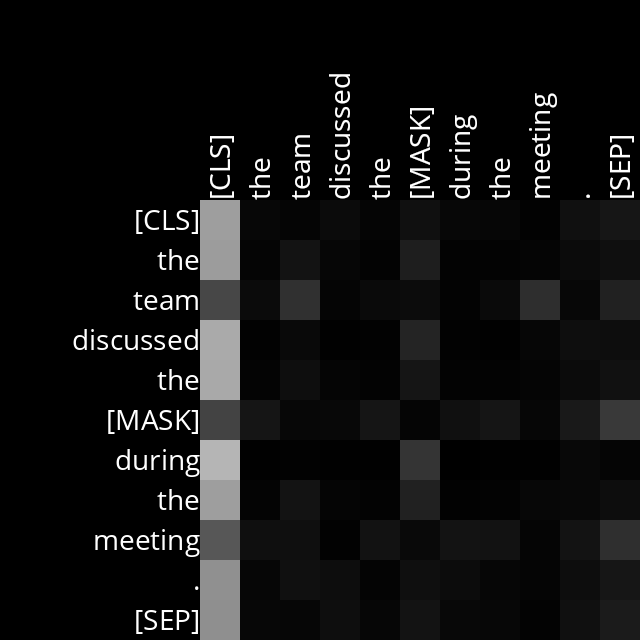 [CLS]
the
team
discussed
the
[MASK]
during
the
meeting
.
[SEP]
[CLS]
the
team
discussed
the
[MASK]
during
the
meeting
.
[SEP]